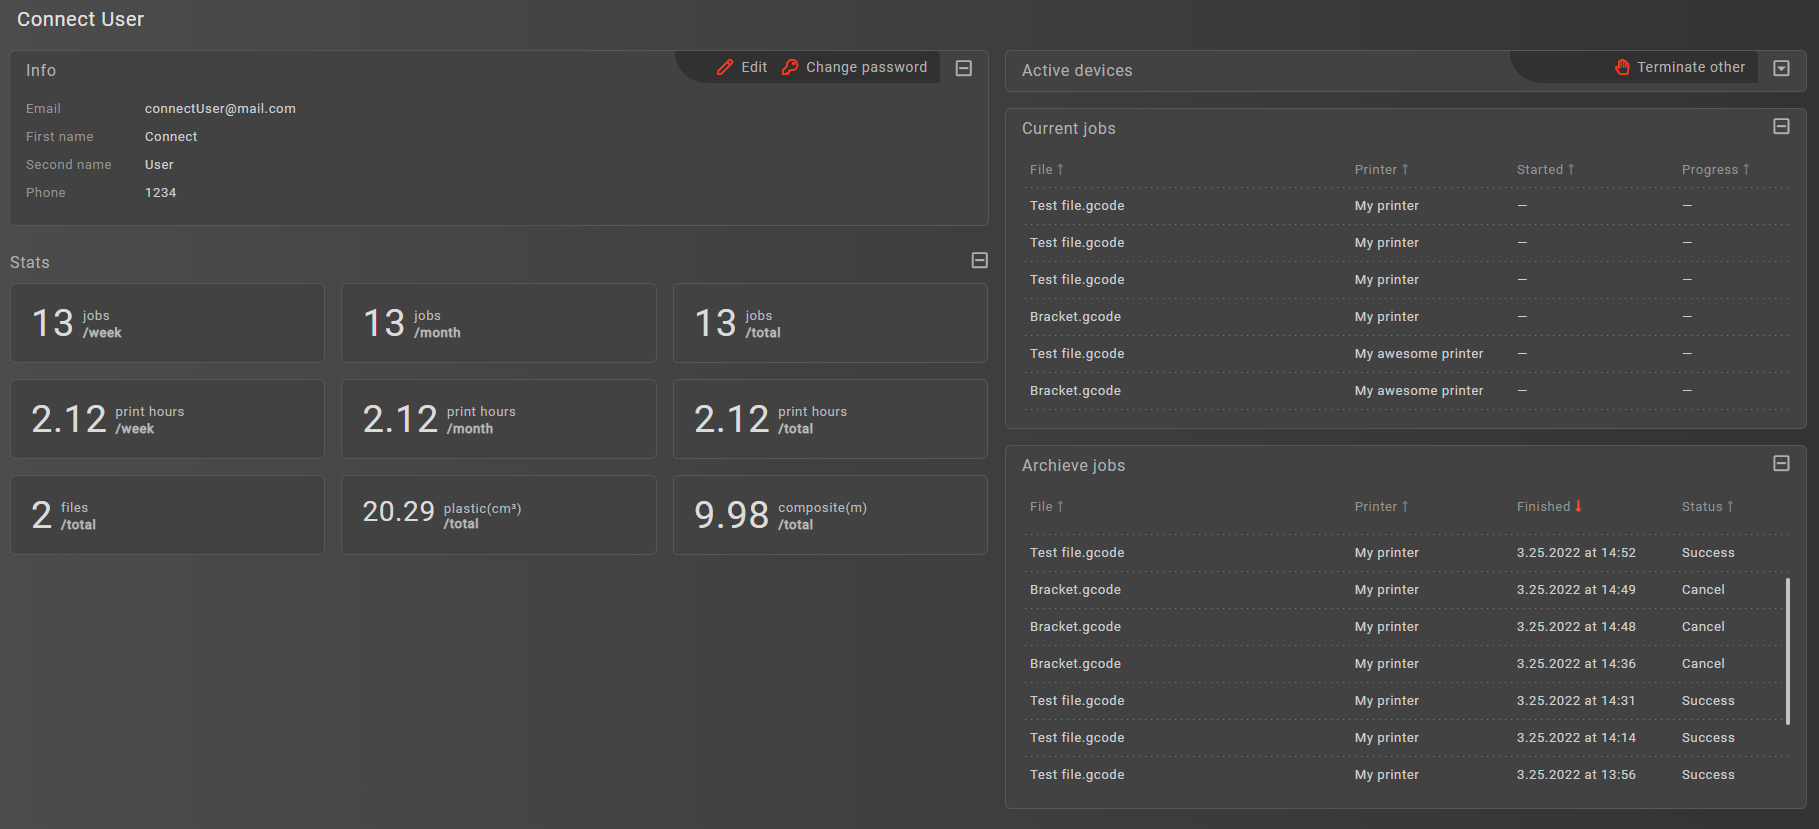 Connect User
Info
Edit
Change password
Email connectUser@mail.com
First name Connect
Second name User
Phone 1234
Stats
13 jobs /week
13 jobs /month
13 jobs /total
2.12 print hours /week
2.12 print hours /month
2.12 print hours /total
2 files /total
20.29 plastic(cm³) /total
9.98 composite(m) /total
Active devices
Terminate other
Current jobs
File ↑ Printer ↑ Started ↑ Progress ↑
Test file.gcode My printer — —
Test file.gcode My printer — —
Test file.gcode My printer — —
Bracket.gcode My printer — —
Test file.gcode My awesome printer — —
Bracket.gcode My awesome printer — —
Archieve jobs
File ↑ Printer ↑ Finished ↓ Status ↑
Test file.gcode My printer 3.25.2022 at 14:52 Success
Bracket.gcode My printer 3.25.2022 at 14:49 Cancel
Bracket.gcode My printer 3.25.2022 at 14:48 Cancel
Bracket.gcode My printer 3.25.2022 at 14:36 Cancel
Test file.gcode My printer 3.25.2022 at 14:31 Success
Test file.gcode My printer 3.25.2022 at 14:14 Success
Test file.gcode My printer 3.25.2022 at 13:56 Success